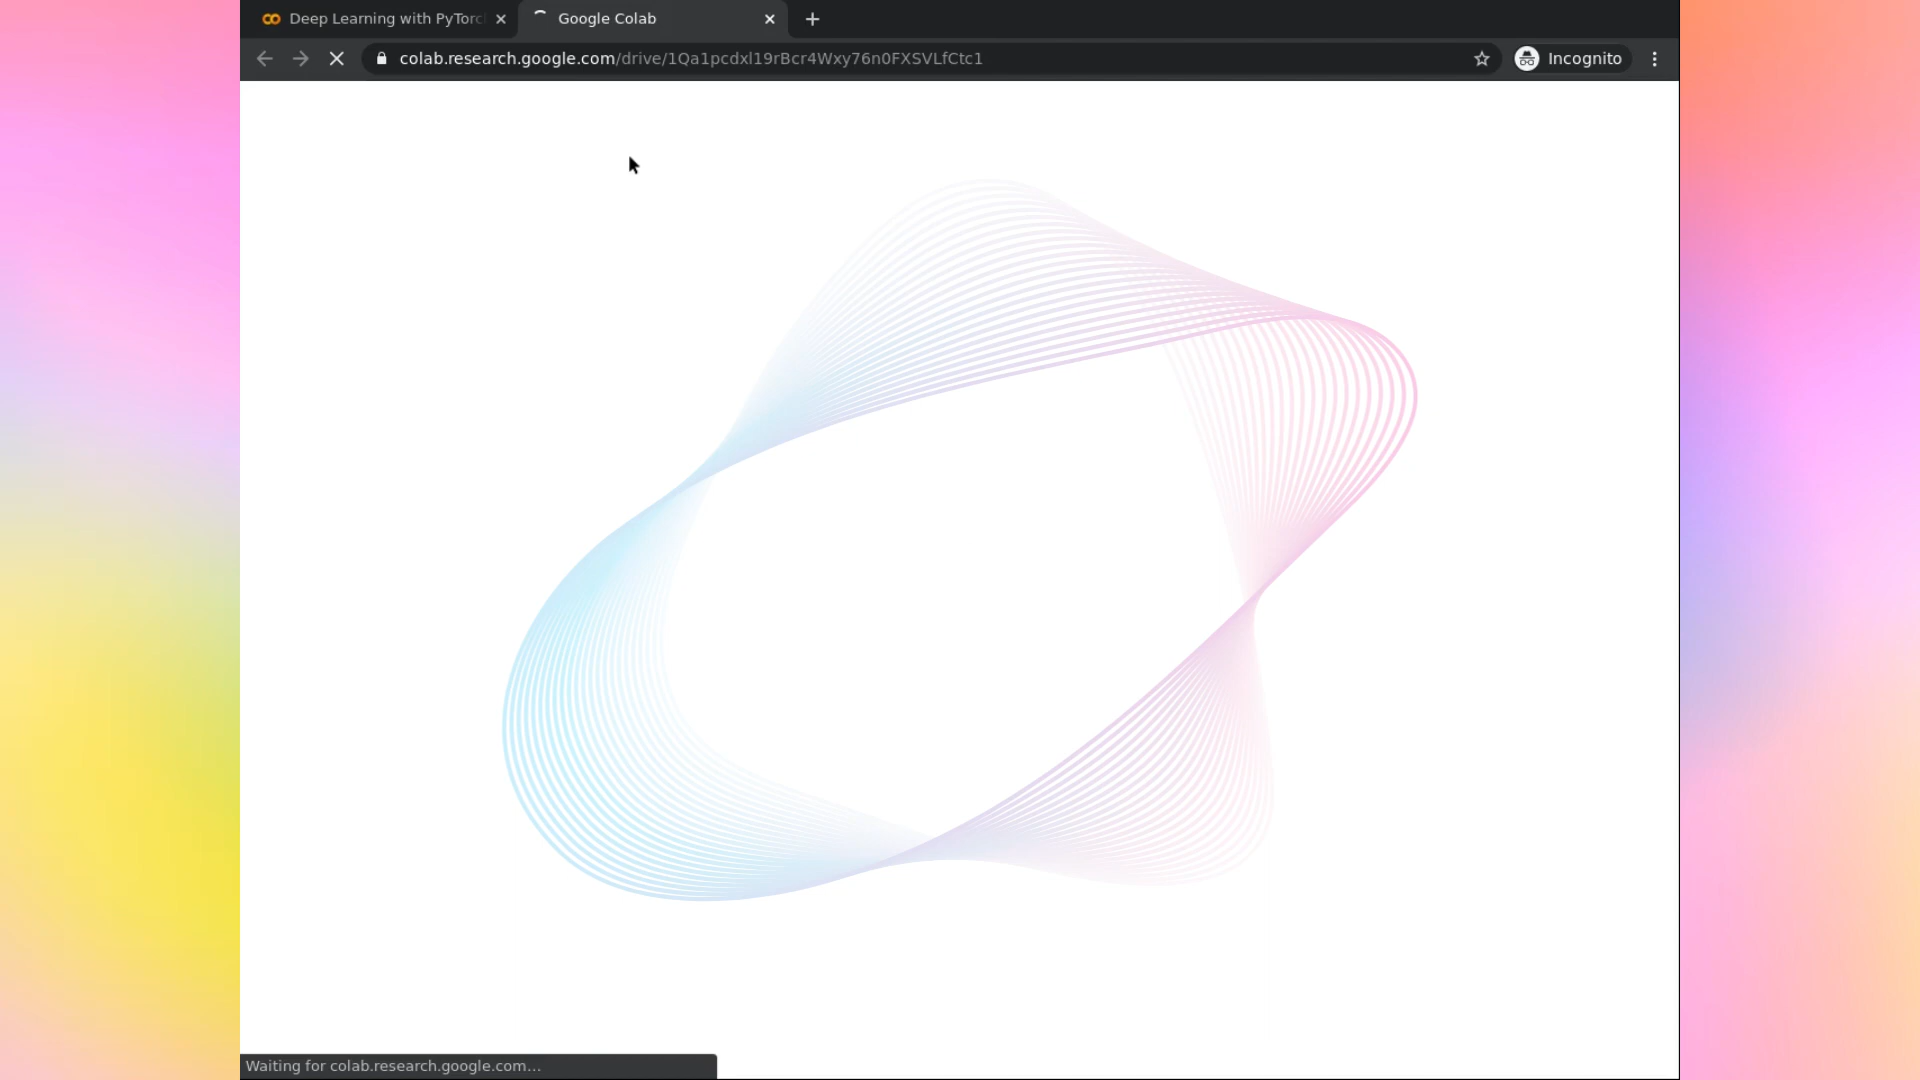 Deep Learning with PyTorc
Google Colab
colab.research.google.com/drive/1Qa1pcdxl19rBcr4Wxy76n0FXSVLfCtc1
Incognito
Waiting for colab.research.google.com...